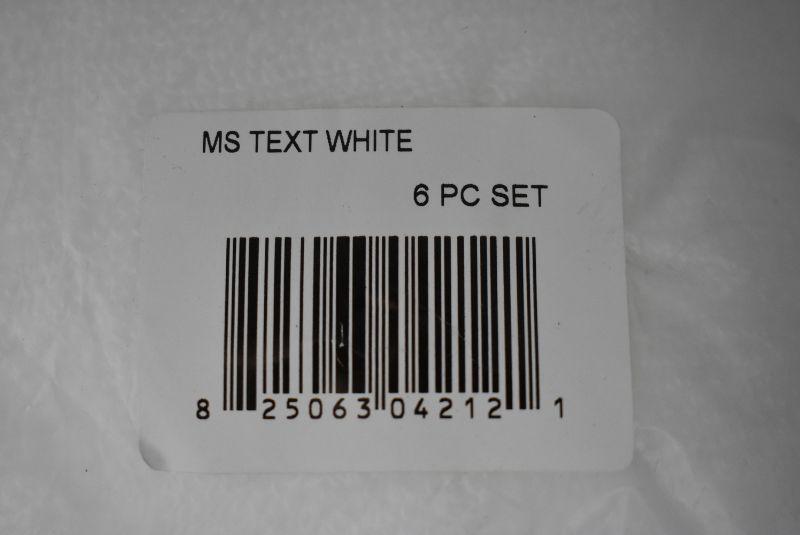 MS TEXT WHITE
6 PC SET
8 25063 04212 1